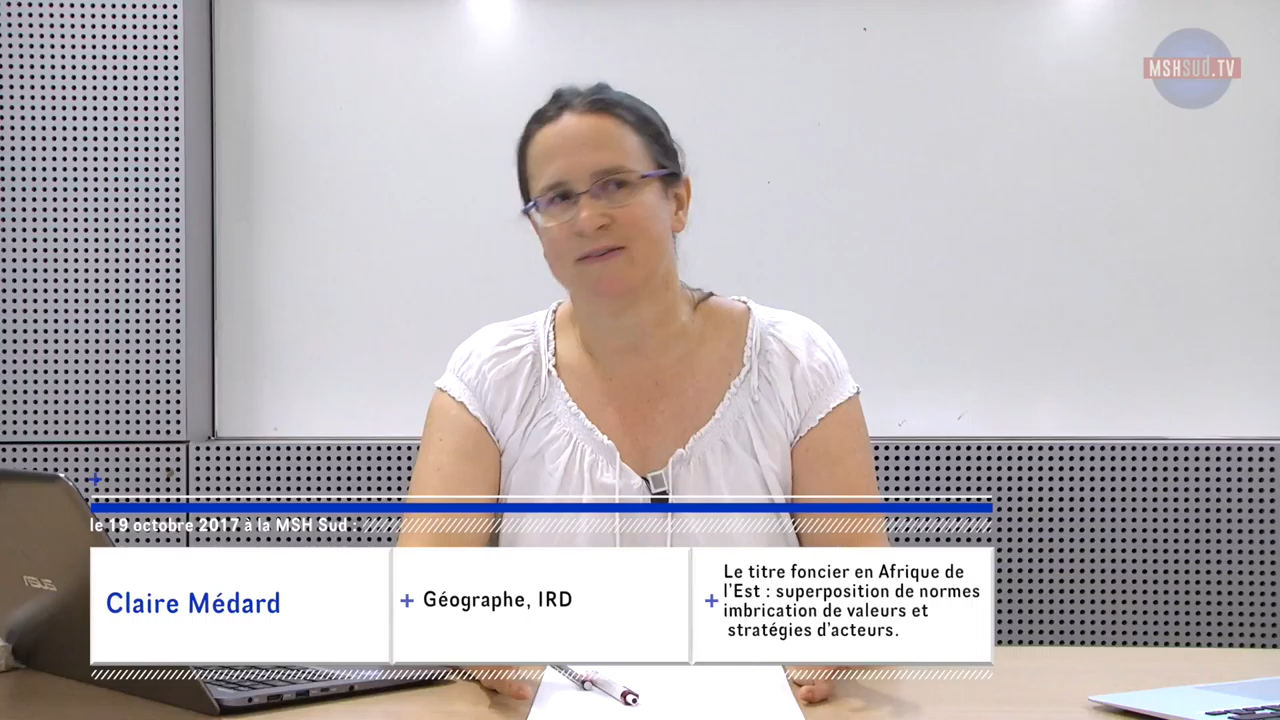 MSHSUD.TV
le 19 octobre 2017 à la MSH Sud :
Claire Médard
+ Géographe, IRD
Le titre foncier en Afrique de
+ l'Est : superposition de normes
imbrication de valeurs et
stratégies d'acteurs.
ASUS